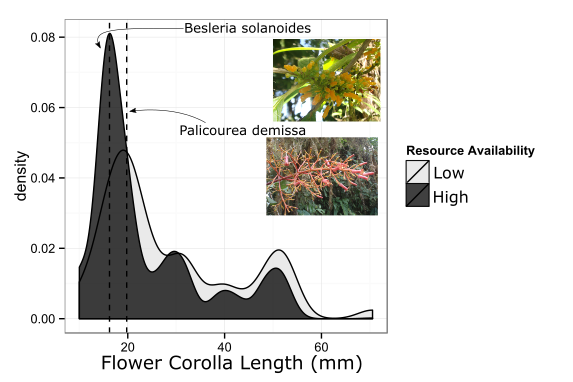 Besleria solanoides
Palicourea demissa
0.08
0.06
0.04
0.02
0.00
density
20
40
60
Flower Corolla Length (mm)
Resource Availability
Low
High